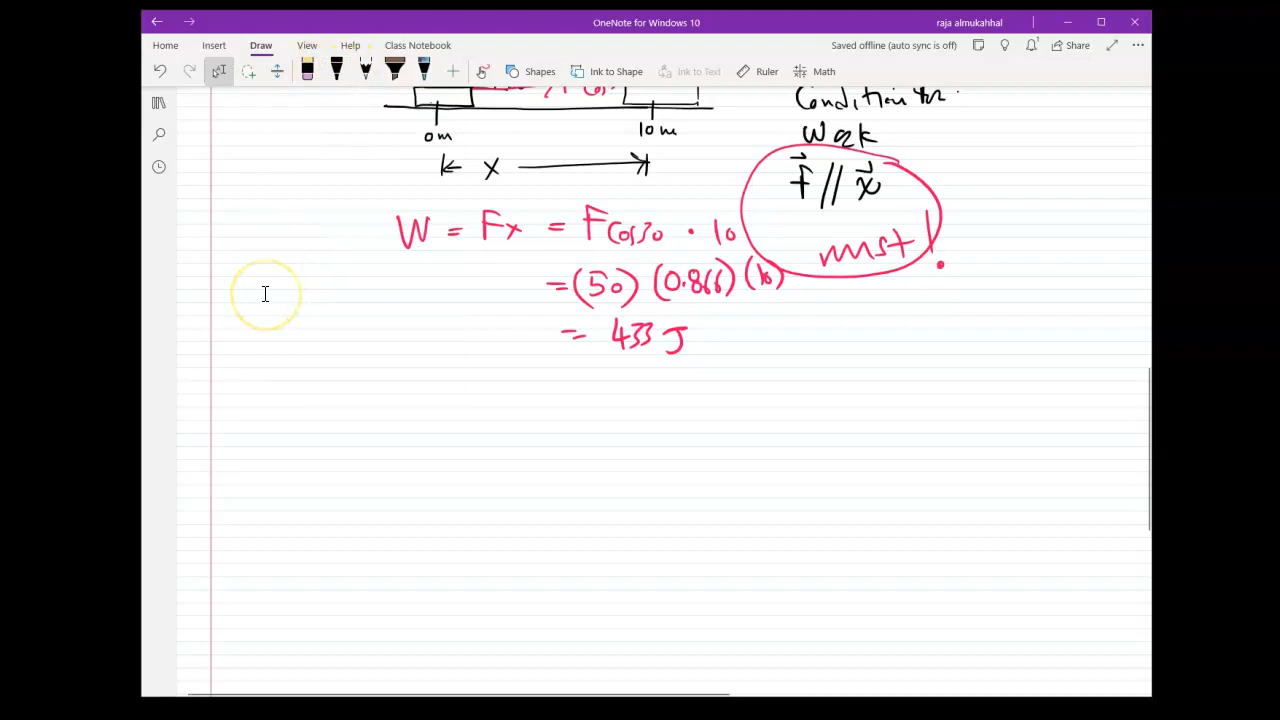 OneNote for Windows 10
raja almukahhal
Home Insert Draw View Help Class Notebook
Saved offline (auto sync is off)
Share
Shapes
Ink to Shape
Ink to Text
Ruler
Math
Condition for
Work
0m
10m
x
F // x
must!
W = Fx = F Cos30 · 10
= (50) (0.866) (10)
= 433 J